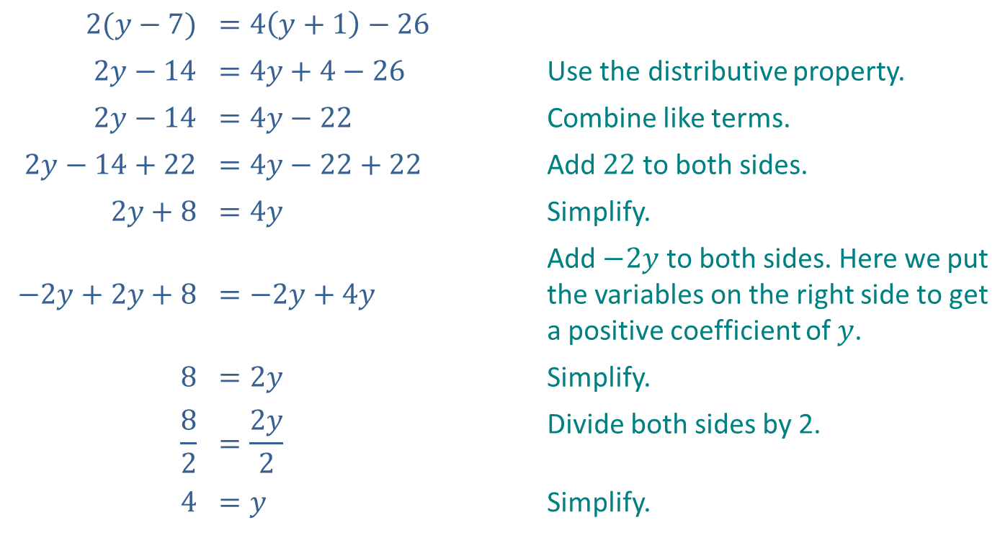 2(y − 7) = 4(y + 1) − 26
2y − 14 = 4y + 4 − 26 Use the distributive property.
2y − 14 = 4y − 22 Combine like terms.
2y − 14 + 22 = 4y − 22 + 22 Add 22 to both sides.
2y + 8 = 4y Simplify.
Add −2y to both sides. Here we put
−2y + 2y + 8 = −2y + 4y the variables on the right side to get
a positive coefficient of y.
8 = 2y Simplify.
8/2 = 2y/2 Divide both sides by 2.
4 = y Simplify.